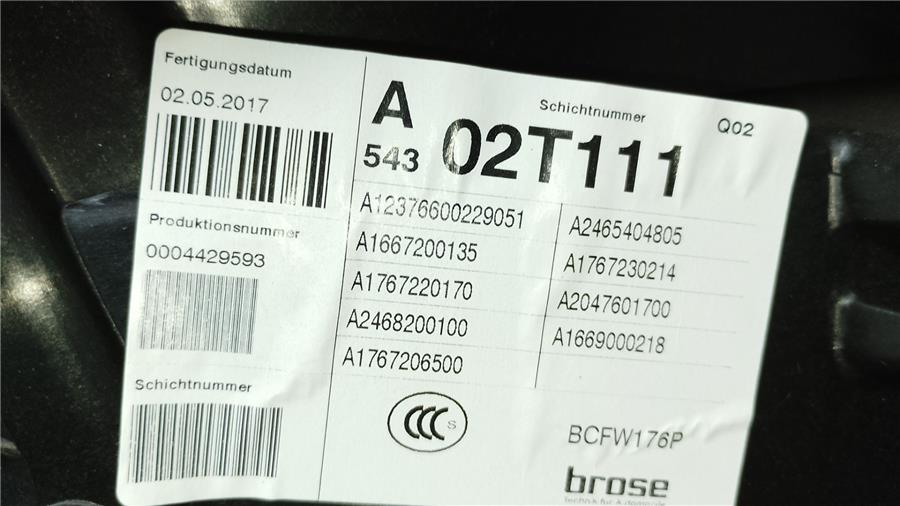 Fertigungsdatum
02.05.2017
Produktionsnummer
0004429593
Schichtnummer
A
543
Schichtnummer
Q02
02T111
A12376600229051
A1667200135
A1767220170
A2468200100
A1767206500
A2465404805
A1767230214
A2047601700
A1669000218
CCC S
BCFW176P
brose